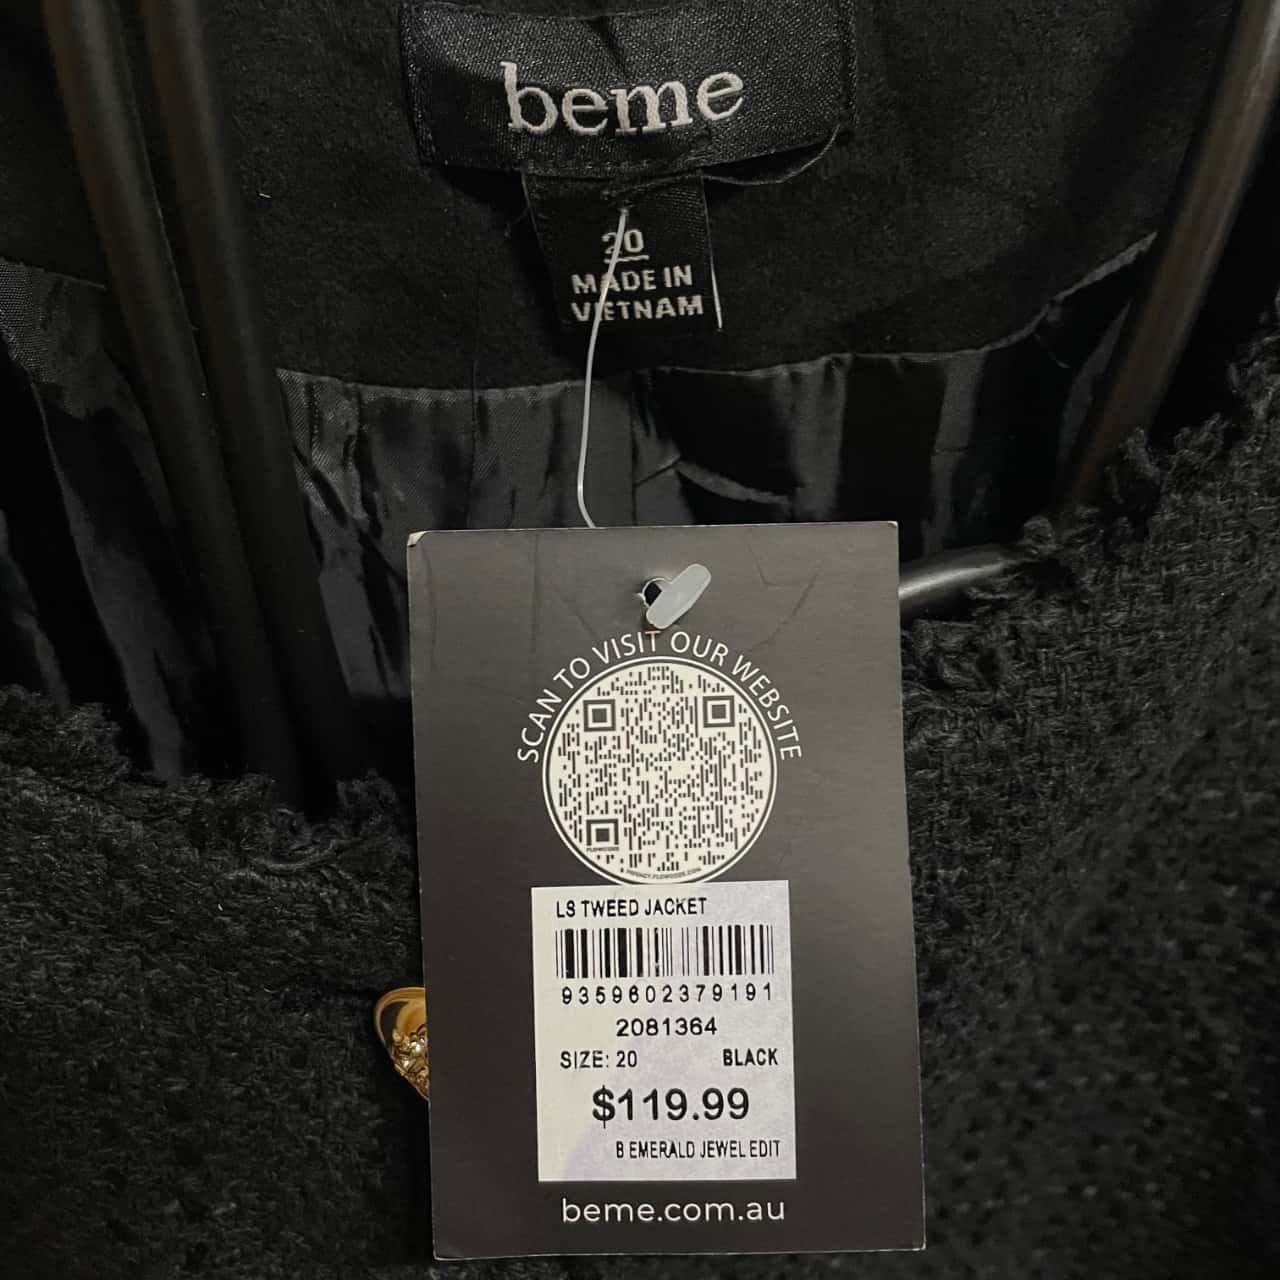 beme
20
MADE IN
VIETNAM
SCAN TO VISIT OUR WEBSITE
LS TWEED JACKET
9359602379191
2081364
SIZE: 20 BLACK
$119.99
B EMERALD JEWEL EDIT
beme.com.au